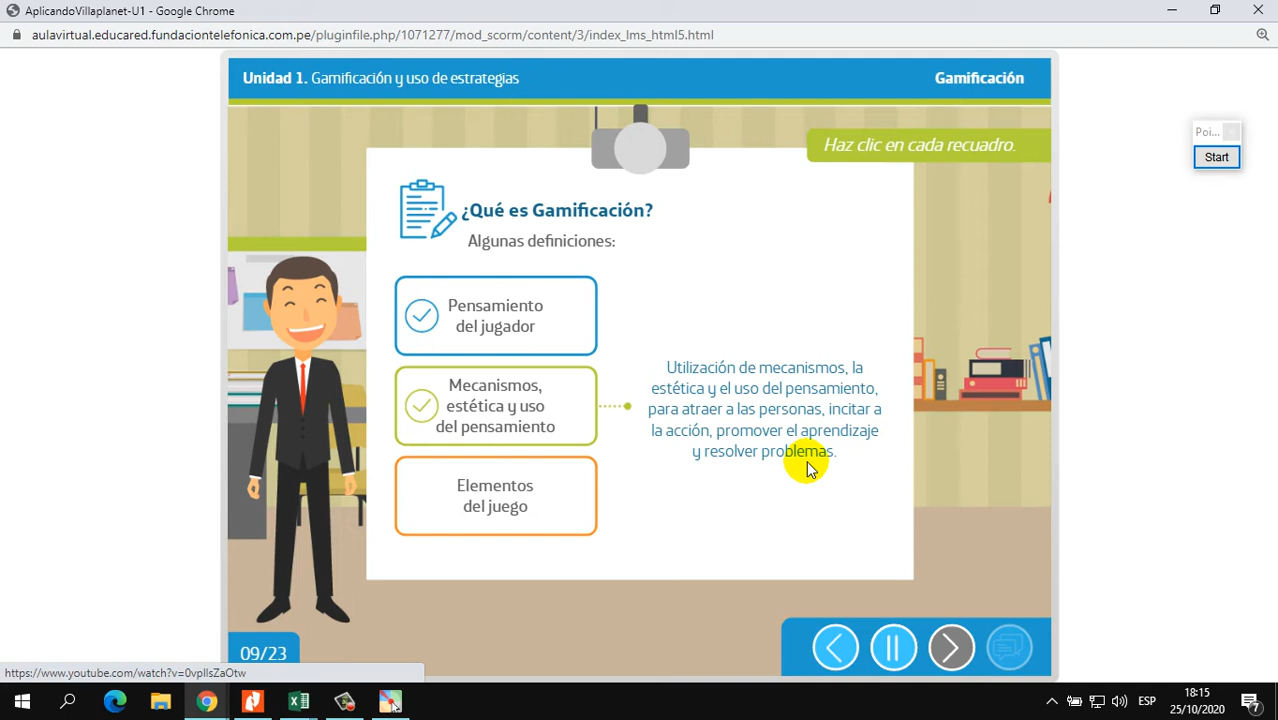 AplicandoVillaplanet-U1 - Google Chrome
aulavirtual.educared.fundaciontelefonica.com.pe/pluginfile.php/1071277/mod_scorm/content/3/index_lms_html5.html
Unidad 1. Gamificación y uso de estrategias
Gamificación
Haz clic en cada recuadro.
Poi...
Start
¿Qué es Gamificación?
Algunas definiciones:
Pensamiento
del jugador
Mecanismos,
estética y uso
del pensamiento
Elementos
del juego
Utilización de mecanismos, la
estética y el uso del pensamiento,
para atraer a las personas, incitar a
la acción, promover el aprendizaje
y resolver problemas.
09/23
https://www.youtube.com/watch?v=0vpIlsZaOtw
ESP
18:15
25/10/2020
7